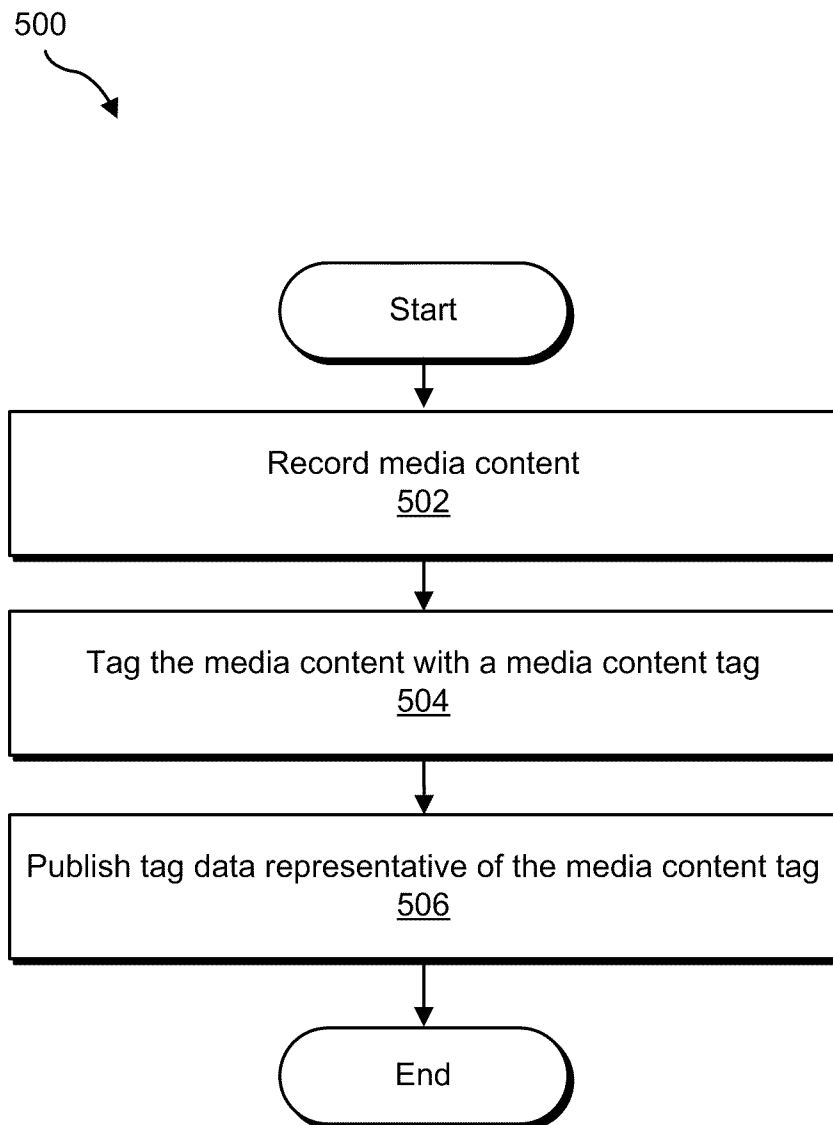 500
Start
Record media content
502
Tag the media content with a media content tag
504
Publish tag data representative of the media content tag
506
End